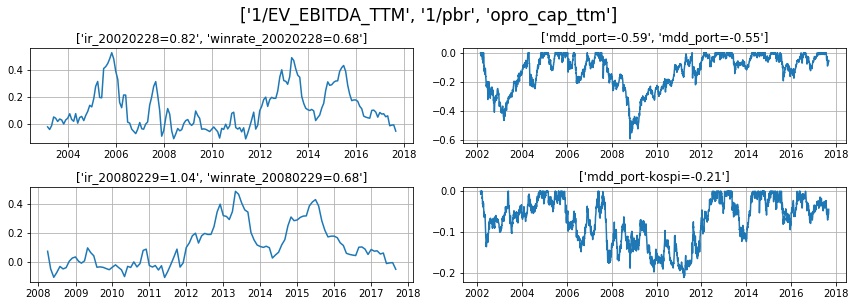 ['1/EV_EBITDA_TTM', '1/pbr', 'opro_cap_ttm']
['ir_20020228=0.82', 'winrate_20020228=0.68']
0.4
0.2
0.0
2004 2006 2008 2010 2012 2014 2016 2018
['mdd_port=-0.59', 'mdd_port=-0.55']
0.0
−0.2
−0.4
−0.6
2002 2004 2006 2008 2010 2012 2014 2016 2018
['ir_20080229=1.04', 'winrate_20080229=0.68']
0.4
0.2
0.0
2008 2009 2010 2011 2012 2013 2014 2015 2016 2017 2018
['mdd_port-kospi=-0.21']
0.0
−0.1
−0.2
2002 2004 2006 2008 2010 2012 2014 2016 2018